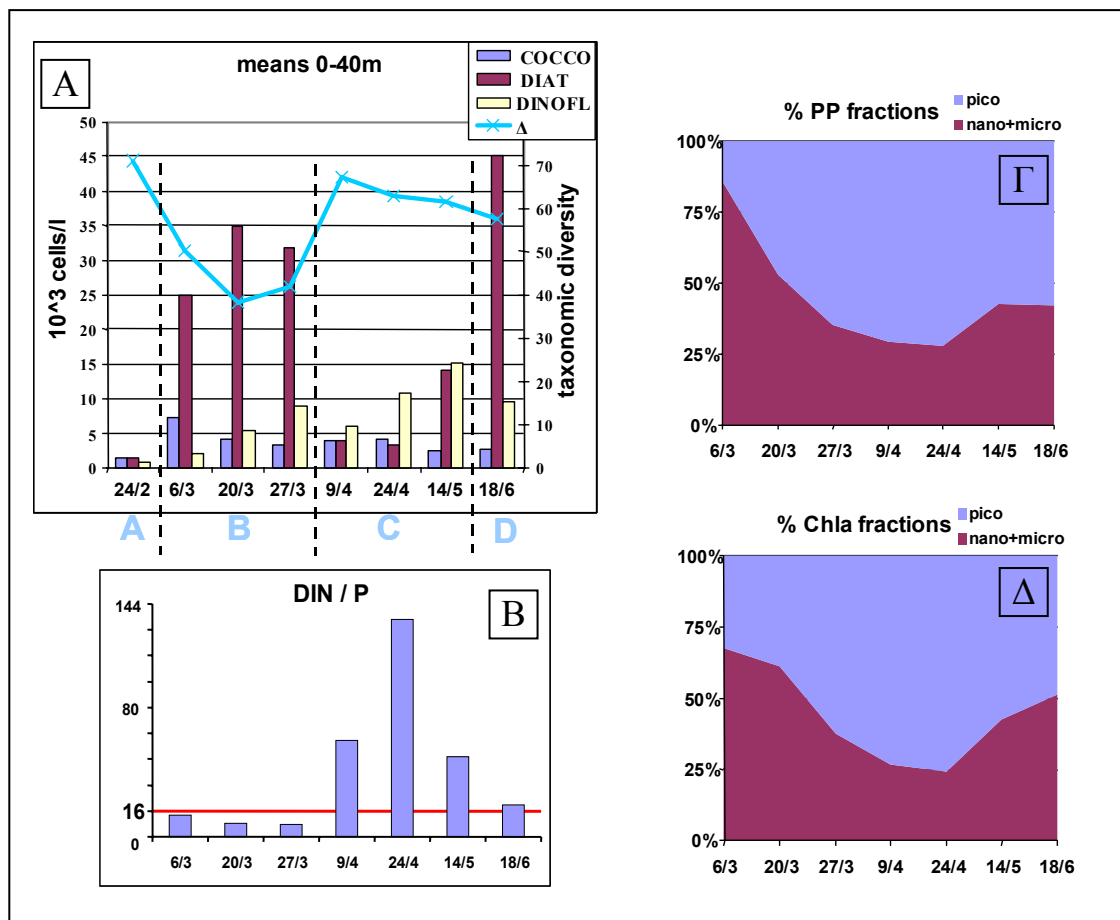 A
means 0-40m
COCCO
DIAT
DINOFL
Δ
50
45
40
35
30
25
20
15
10
5
0
10^3 cells/l
70
60
50
40
30
20
10
0
taxonomic diversity
24/2 6/3 20/3 27/3 9/4 24/4 14/5 18/6
A B C D
DIN / P
B
144
80
16
0
6/3 20/3 27/3 9/4 24/4 14/5 18/6
% PP fractions
pico
nano+micro
Γ
100%
75%
50%
25%
0%
6/3 20/3 27/3 9/4 24/4 14/5 18/6
% Chla fractions
pico
nano+micro
Δ
100%
75%
50%
25%
0%
6/3 20/3 27/3 9/4 24/4 14/5 18/6